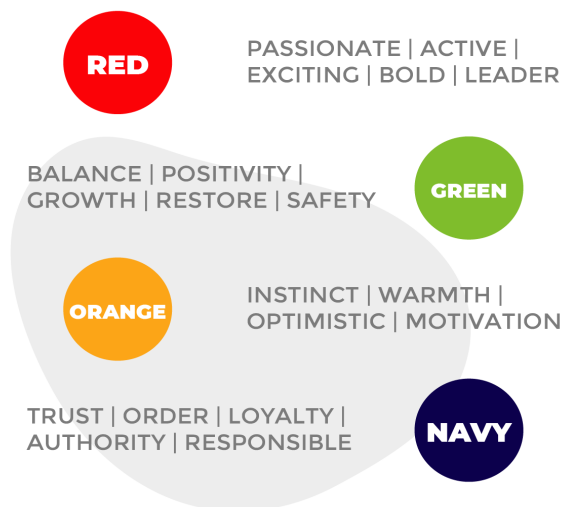 RED
PASSIONATE | ACTIVE |
EXCITING | BOLD | LEADER
BALANCE | POSITIVITY |
GROWTH | RESTORE | SAFETY
GREEN
ORANGE
INSTINCT | WARMTH |
OPTIMISTIC | MOTIVATION
TRUST | ORDER | LOYALTY |
AUTHORITY | RESPONSIBLE
NAVY